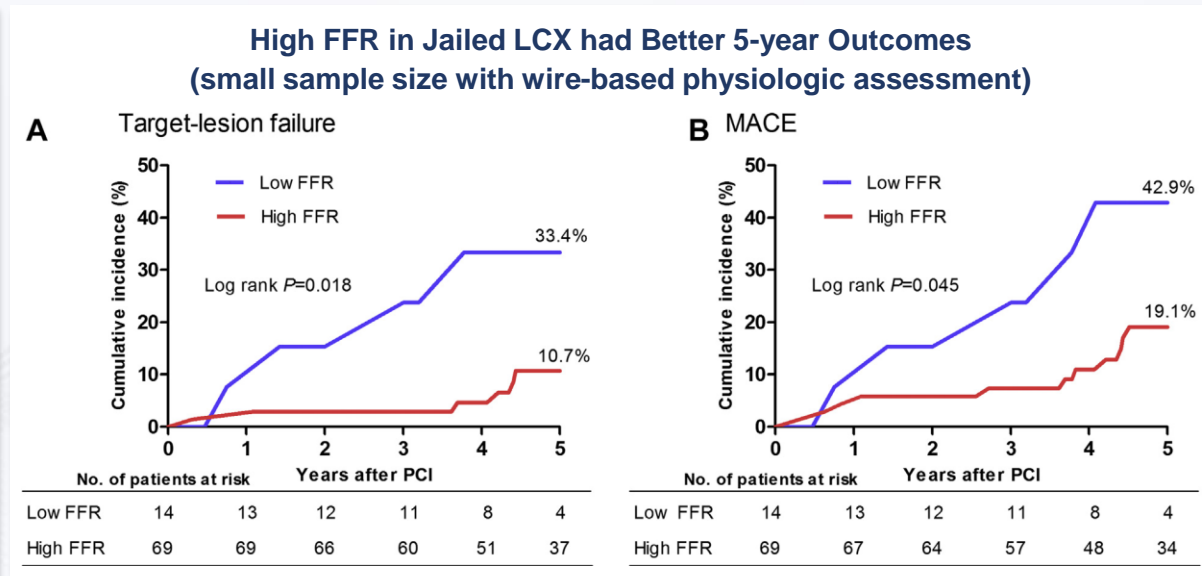 High FFR in Jailed LCX had Better 5-year Outcomes
(small sample size with wire-based physiologic assessment)
A Target-lesion failure
Cumulative incidence (%)
50
40
30
20
10
0
Low FFR
High FFR
Log rank P=0.018
33.4%
10.7%
0 1 2 3 4 5
Years after PCI
No. of patients at risk
Low FFR 14 13 12 11 8 4
High FFR 69 69 66 60 51 37
B MACE
Cumulative incidence (%)
50
40
30
20
10
0
Low FFR
High FFR
Log rank P=0.045
42.9%
19.1%
0 1 2 3 4 5
Years after PCI
No. of patients at risk
Low FFR 14 13 12 11 8 4
High FFR 69 67 64 57 48 34